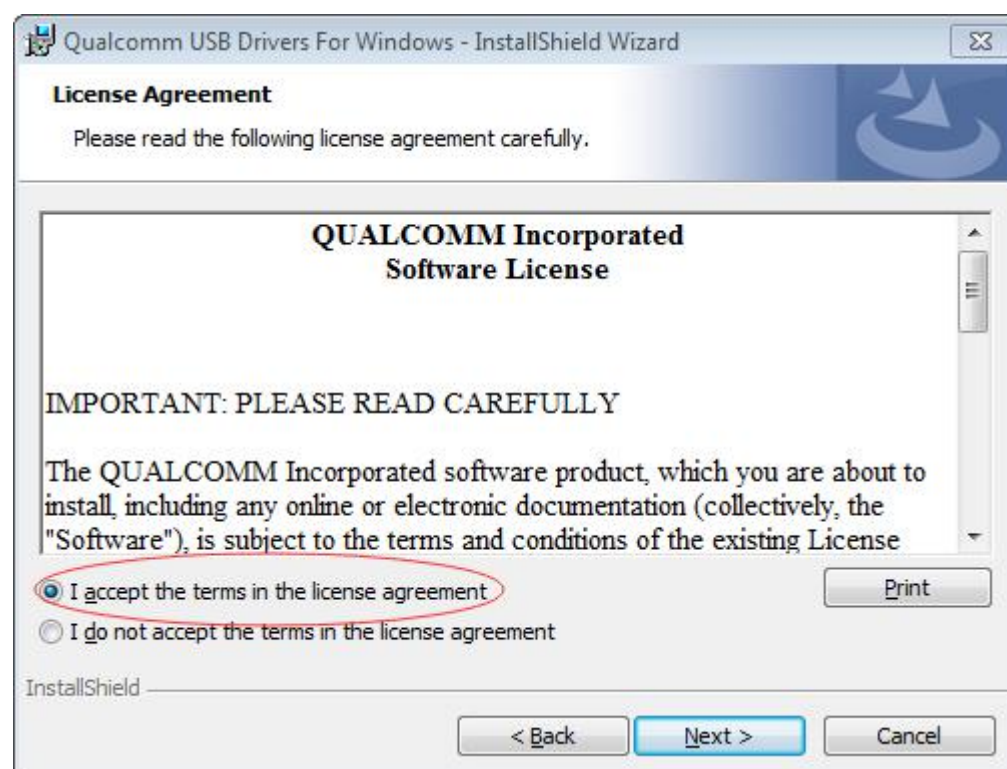 Qualcomm USB Drivers For Windows - InstallShield Wizard
License Agreement
Please read the following license agreement carefully.
QUALCOMM Incorporated
Software License
IMPORTANT: PLEASE READ CAREFULLY
The QUALCOMM Incorporated software product, which you are about to
install, including any online or electronic documentation (collectively, the
"Software"), is subject to the terms and conditions of the existing License
I accept the terms in the license agreement
Print
I do not accept the terms in the license agreement
InstallShield
< Back
Next >
Cancel